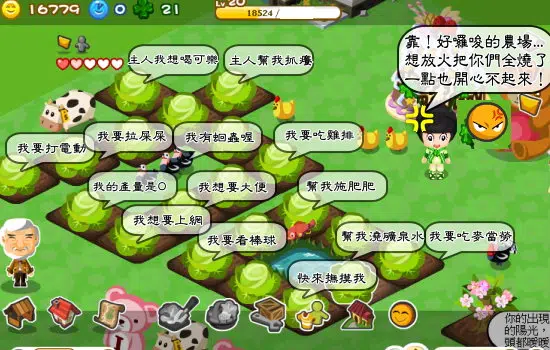 16779
0
21
Lv 20
18524 /
靠！好囉唆的農場...
想放火把你們全燒了
一點也開心不起來！
主人我想喝可樂
主人幫我抓癢
我要打電動
我要拉屎屎
我有蛔蟲喔
我要吃雞排
我的產量是0
我想要大便
幫我施肥肥
我想要上網
我要看棒球
幫我澆礦泉水
我要吃麥當勞
快來撫摸我
你的出現
的陽光，
頭都暖暖